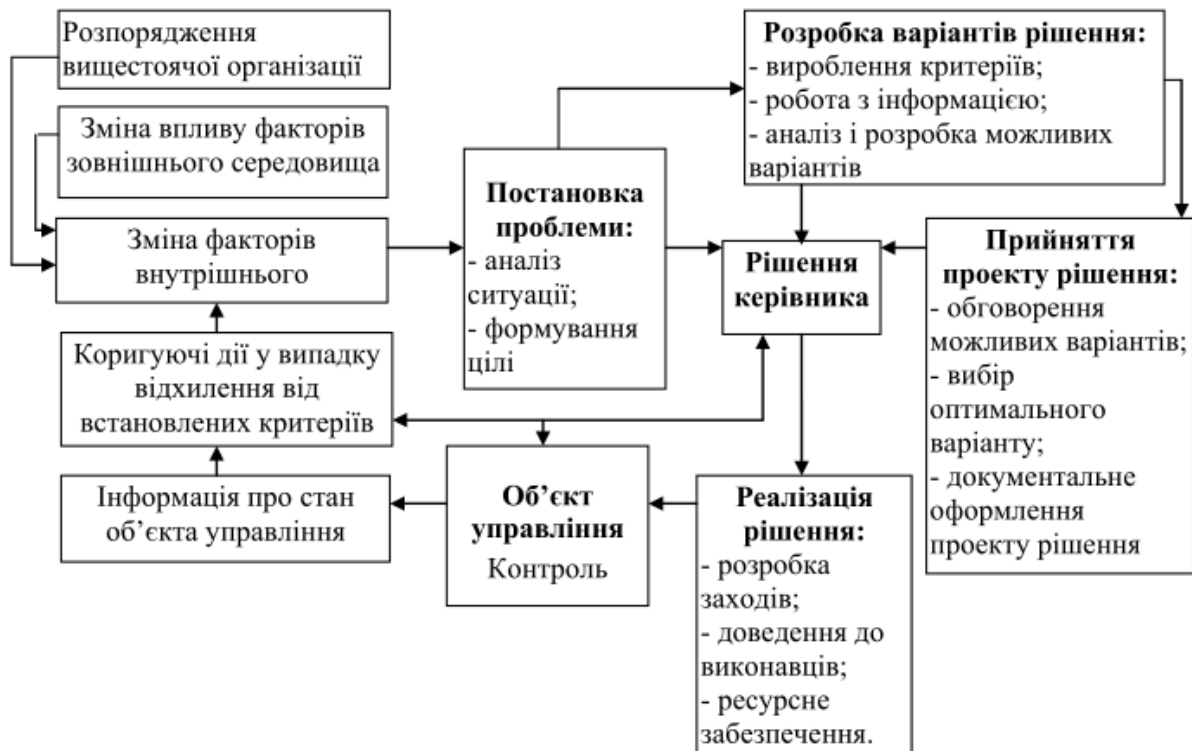 Розпорядження
вищестоячої організації
Зміна впливу факторів
зовнішнього середовища
Зміна факторів
внутрішнього
Коригуючі дії у випадку
відхилення від
встановлених критеріїв
Інформація про стан
об’єкта управління
Постановка
проблеми:
- аналіз
ситуації;
- формування
цілі
Об’єкт
управління
Контроль
Розробка варіантів рішення:
- вироблення критеріїв;
- робота з інформацією;
- аналіз і розробка можливих
варіантів
Рішення
керівника
Реалізація
рішення:
- розробка
заходів;
- доведення до
виконавців;
- ресурсне
забезпечення.
Прийняття
проекту рішення:
- обговорення
можливих варіантів;
- вибір
оптимального
варіанту;
- документальне
оформлення
проекту рішення